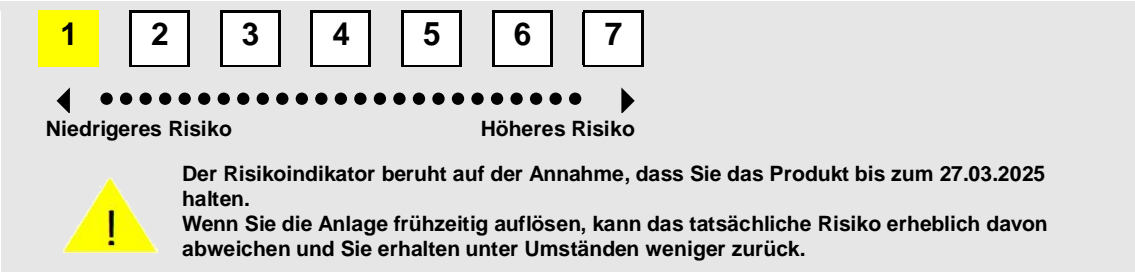 1 2 3 4 5 6 7
Niedrigeres Risiko Höheres Risiko
Der Risikoindikator beruht auf der Annahme, dass Sie das Produkt bis zum 27.03.2025
halten.
Wenn Sie die Anlage frühzeitig auflösen, kann das tatsächliche Risiko erheblich davon
abweichen und Sie erhalten unter Umständen weniger zurück.
!